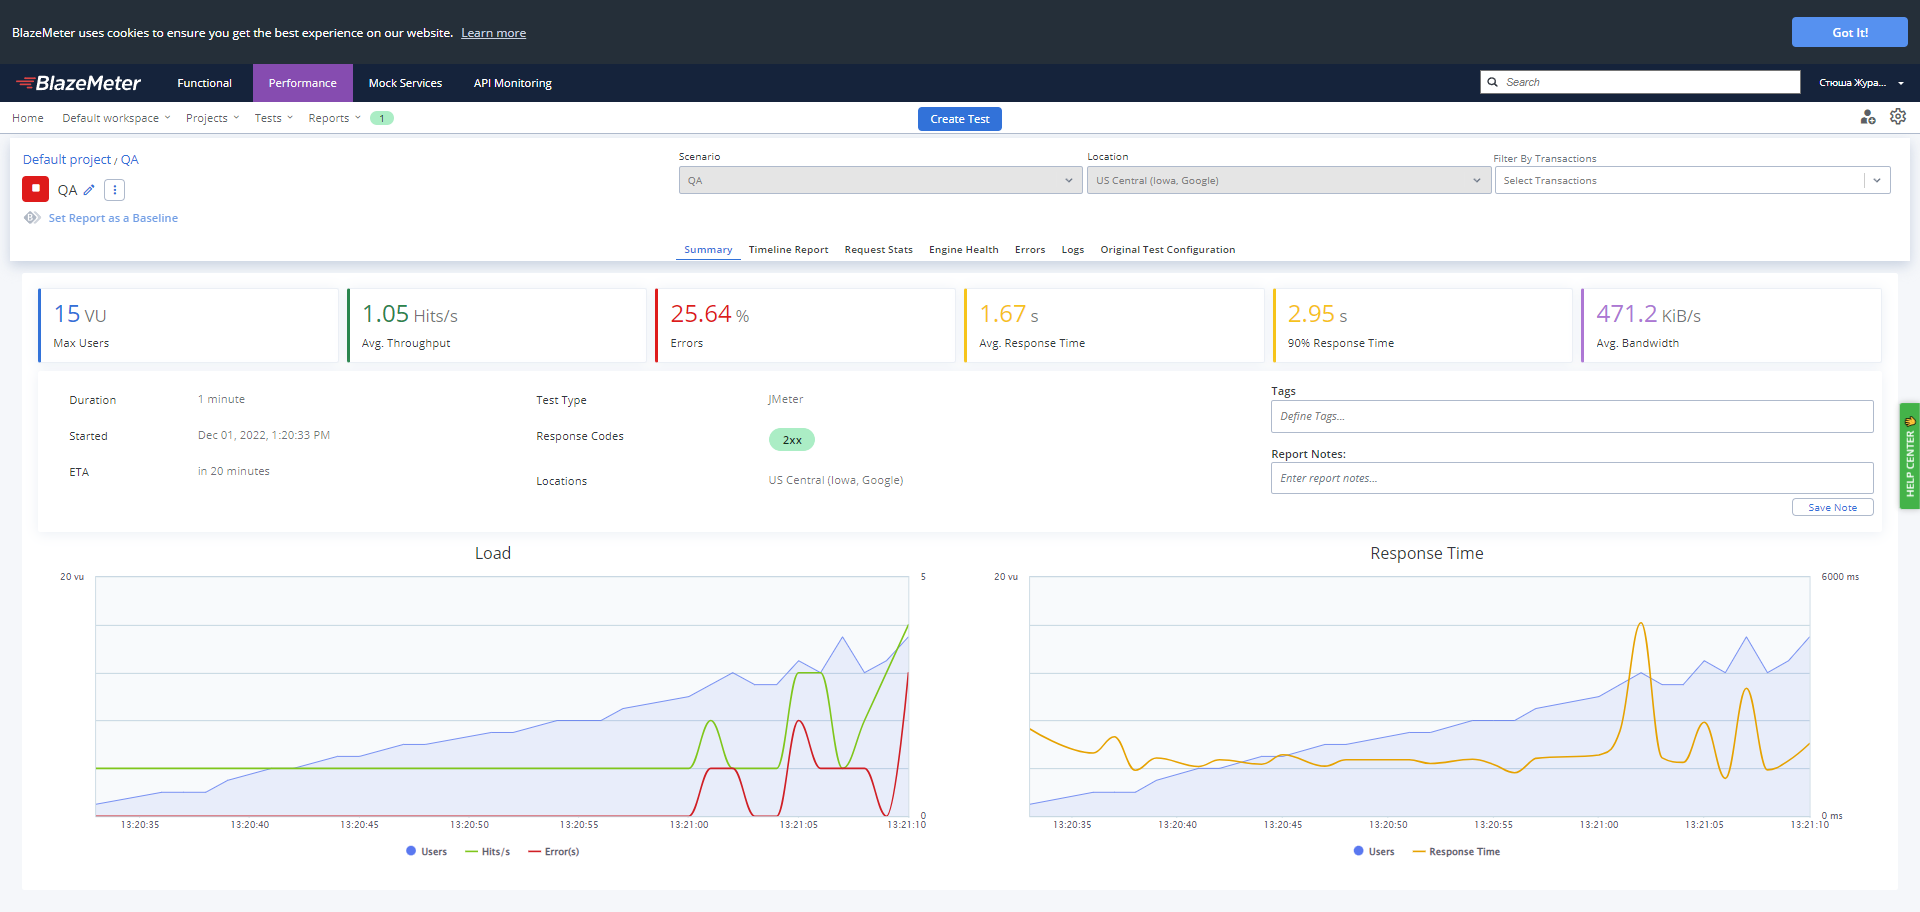 BlazeMeter uses cookies to ensure you get the best experience on our website. Learn more
Got It!
BlazeMeter
Functional
Performance
Mock Services
API Monitoring
Search
Стюша Жура...
Home
Default workspace
Projects
Tests
Reports
1
Create Test
Default project / QA
QA
Set Report as a Baseline
Scenario
QA
Location
US Central (Iowa, Google)
Filter By Transactions
Select Transactions
Summary
Timeline Report
Request Stats
Engine Health
Errors
Logs
Original Test Configuration
15 VU
Max Users
1.05 Hits/s
Avg. Throughput
25.64 %
Errors
1.67 s
Avg. Response Time
2.95 s
90% Response Time
471.2 KiB/s
Avg. Bandwidth
Duration
1 minute
Started
Dec 01, 2022, 1:20:33 PM
ETA
in 20 minutes
Test Type
JMeter
Response Codes
2xx
Locations
US Central (Iowa, Google)
Tags
Define Tags...
Report Notes:
Enter report notes...
Save Note
HELP CENTER
Load
20 vu
5
0
13:20:35
13:20:40
13:20:45
13:20:50
13:20:55
13:21:00
13:21:05
13:21:10
Users
Hits/s
Error(s)
Response Time
20 vu
6000 ms
0 ms
13:20:35
13:20:40
13:20:45
13:20:50
13:20:55
13:21:00
13:21:05
13:21:10
Users
Response Time